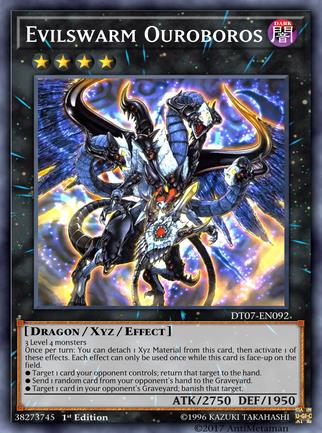 Evilswarm Ouroboros
DARK
闇
DT07-EN092
[Dragon / Xyz / Effect]
3 Level 4 monsters
Once per turn: You can detach 1 Xyz Material from this card, then activate 1 of
these effects. Each effect can only be used once while this card is face-up on the
field.
● Target 1 card your opponent controls; return that target to the hand.
● Send 1 random card from your opponent's hand to the Graveyard.
● Target 1 card in your opponent's Graveyard; banish that target.
ATK/2750 DEF/1950
38273745 1st Edition ©1996 KAZUKI TAKAHASHI
©2017 AntiMetaman